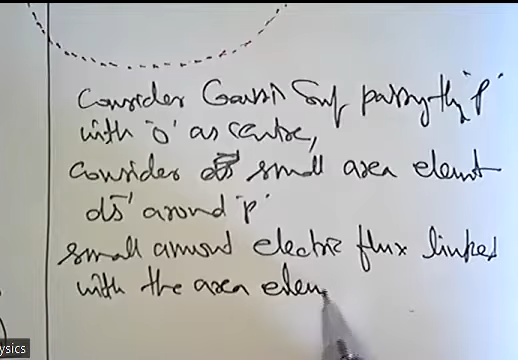 Consider Gauss Surf passing thr "P"
with "O" as centre,
Consider small area element
ds around "P"
small amount electric flux linked
with the area elem
ysics